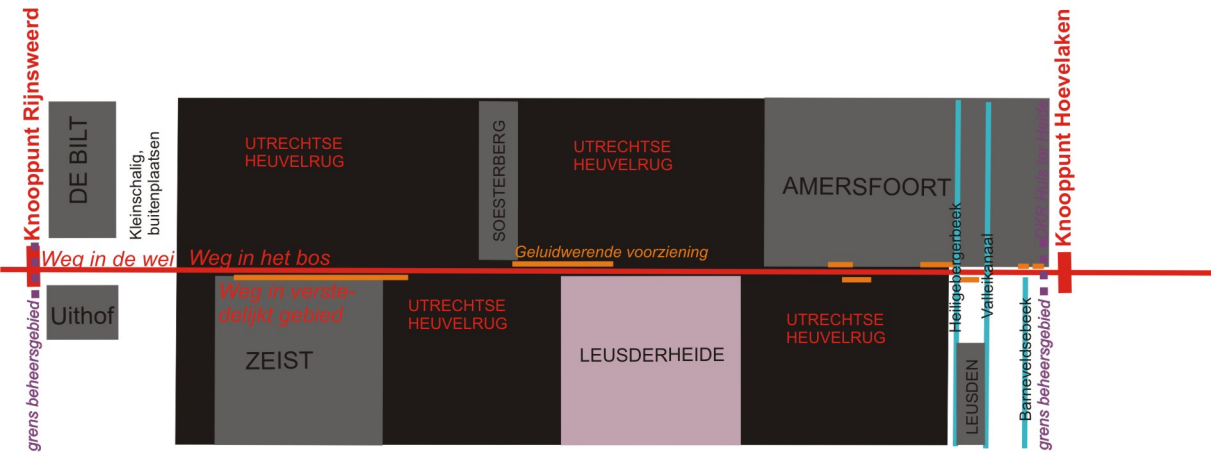 Knooppunt Rijnsweerd
DE BILT
Kleinschalig,
buitenplaatsen
UTRECHTSE
HEUVELRUG
SOESTERBERG
UTRECHTSE
HEUVELRUG
AMERSFOORT
Knooppunt Hoevelaken
Weg in de wei
Weg in het bos
Geluidwerende voorziening
Heiligebergerbeek
Valleikanaal
Uithof
Weg in verste-
delijkt gebied
ZEIST
UTRECHTSE
HEUVELRUG
LEUSDERHEIDE
UTRECHTSE
HEUVELRUG
LEUSDEN
Barneveldsebeek
grens beheersgebied
grens beheersgebied